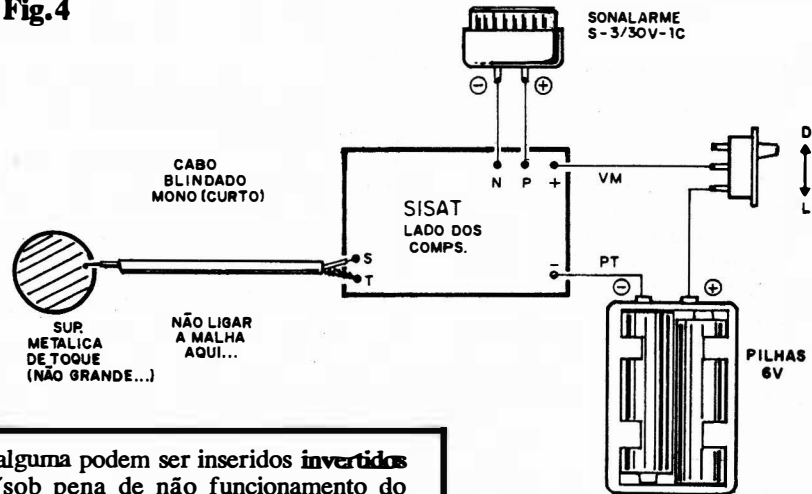 Fig.4
SONALARME
S-3/30V-1C
⊖ ⊕
N P +
VM
D
L
CABO
BLINDADO
MONO (CURTO)
SISAT
LADO DOS
COMPS.
S
T
-
PT
⊖ ⊕
SUP.
METALICA
DE TOQUE
(NÃO GRANDE...)
NÃO LIGAR
A MALHA
AQUI...
PILHAS
6V
alguma podem ser inseridos invertidos
(sob pena de não funcionamento do